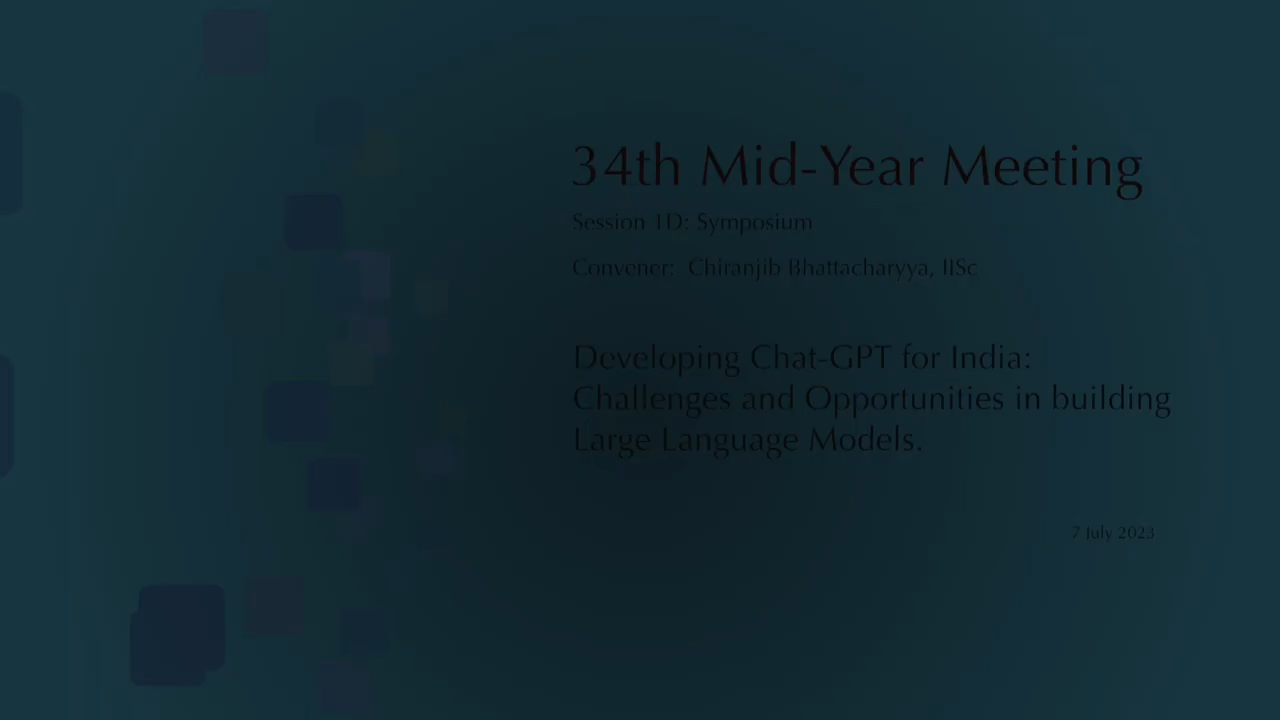 34th Mid-Year Meeting
Session 1D: Symposium
Convener: Chiranjib Bhattacharyya, IISc
Developing Chat-GPT for India:
Challenges and Opportunities in building
Large Language Models.
7 July 2023